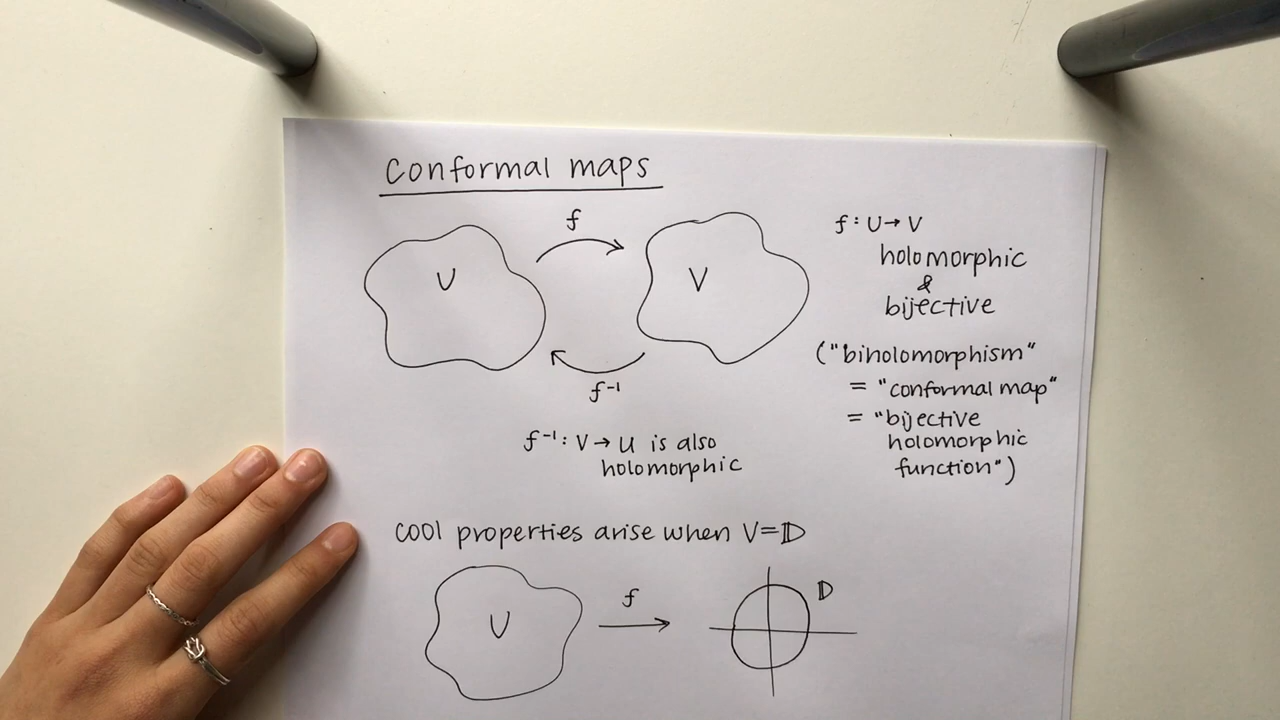 Conformal maps
f
U
V
f⁻¹
f⁻¹: V → U is also
holomorphic
f: U → V
holomorphic
&
bijective
("biholomorphism"
= "conformal map"
= "bijective
holomorphic
function")
cool properties arise when V=𝔻
U
f
𝔻